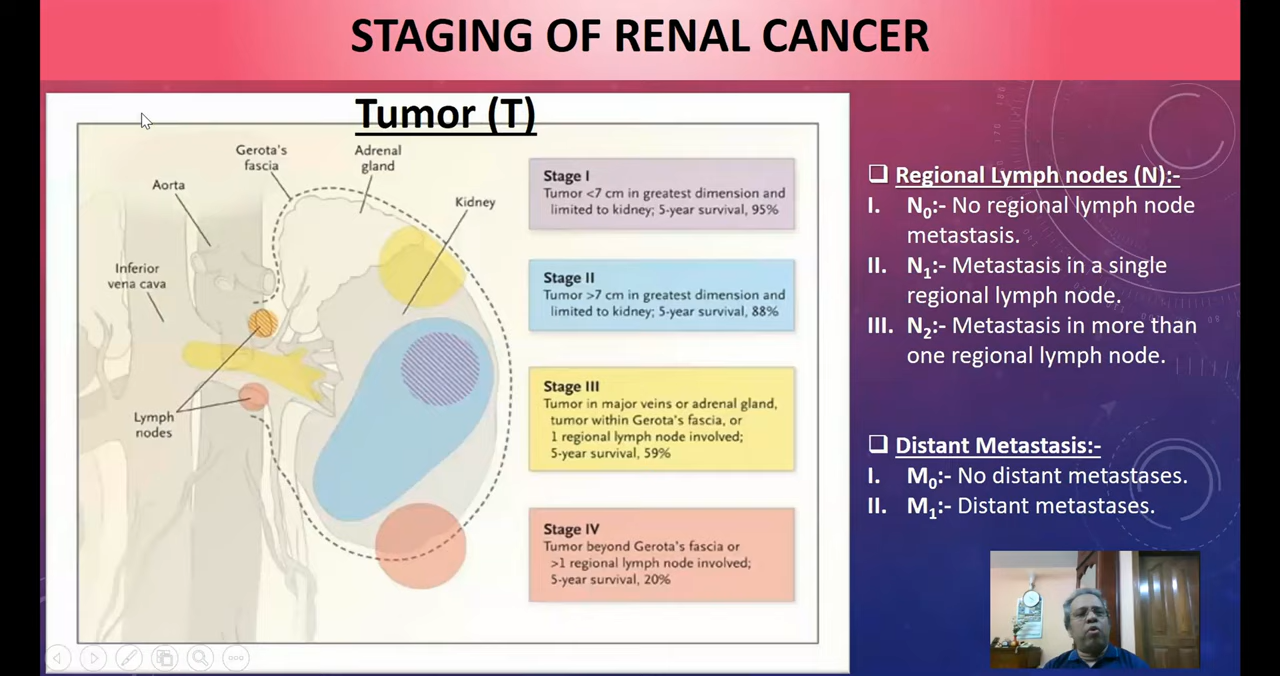 STAGING OF RENAL CANCER
Tumor (T)
Gerota's
fascia
Adrenal
gland
Aorta
Kidney
Inferior
vena cava
Lymph
nodes
Stage I
Tumor <7 cm in greatest dimension and
limited to kidney; 5-year survival, 95%
Stage II
Tumor >7 cm in greatest dimension and
limited to kidney; 5-year survival, 88%
Stage III
Tumor in major veins or adrenal gland,
tumor within Gerota's fascia, or
1 regional lymph node involved;
5-year survival, 59%
Stage IV
Tumor beyond Gerota's fascia or
>1 regional lymph node involved;
5-year survival, 20%
❑ Regional Lymph nodes (N):-
I. N₀:- No regional lymph node
metastasis.
II. N₁:- Metastasis in a single
regional lymph node.
III. N₂:- Metastasis in more than
one regional lymph node.
❑ Distant Metastasis:-
I. M₀:- No distant metastases.
II. M₁:- Distant metastases.